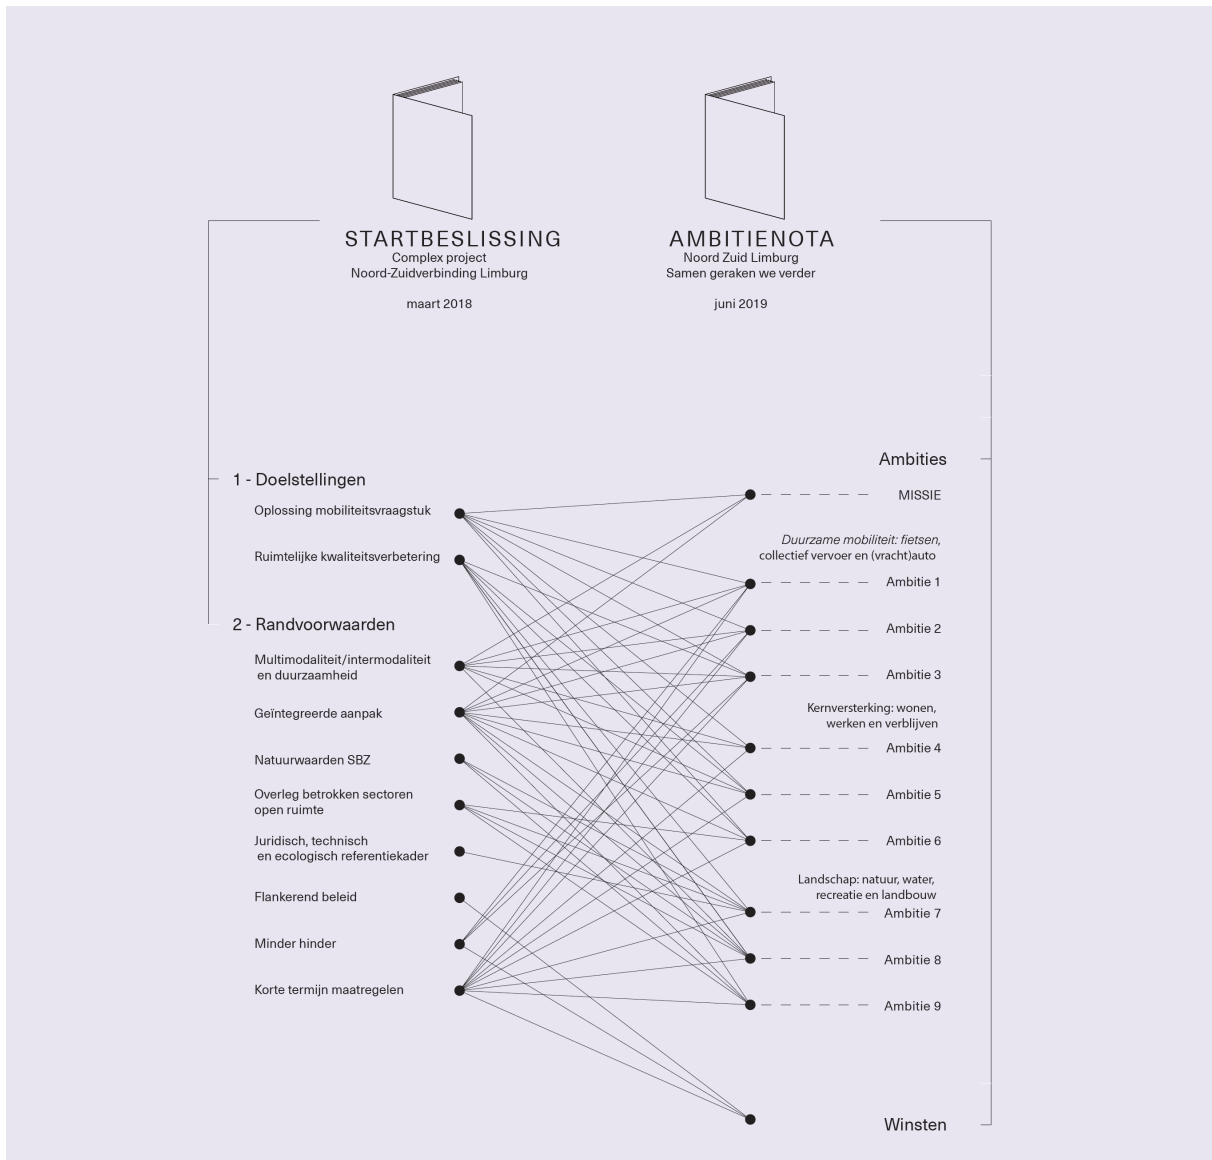 STARTBESLISSING
Complex project
Noord-Zuidverbinding Limburg
maart 2018
AMBITIENOTA
Noord Zuid Limburg
Samen geraken we verder
juni 2019
1 - Doelstellingen
Oplossing mobiliteitsvraagstuk
Ruimtelijke kwaliteitsverbetering
2 - Randvoorwaarden
Multimodaliteit/intermodaliteit
en duurzaamheid
Geïntegreerde aanpak
Natuurwaarden SBZ
Overleg betrokken sectoren
open ruimte
Juridisch, technisch
en ecologisch referentiekader
Flankerend beleid
Minder hinder
Korte termijn maatregelen
Ambities
MISSIE
Duurzame mobiliteit: fietsen,
collectief vervoer en (vracht)auto
Ambitie 1
Ambitie 2
Ambitie 3
Kernversterking: wonen,
werken en verblijven
Ambitie 4
Ambitie 5
Ambitie 6
Landschap: natuur, water,
recreatie en landbouw
Ambitie 7
Ambitie 8
Ambitie 9
Winsten